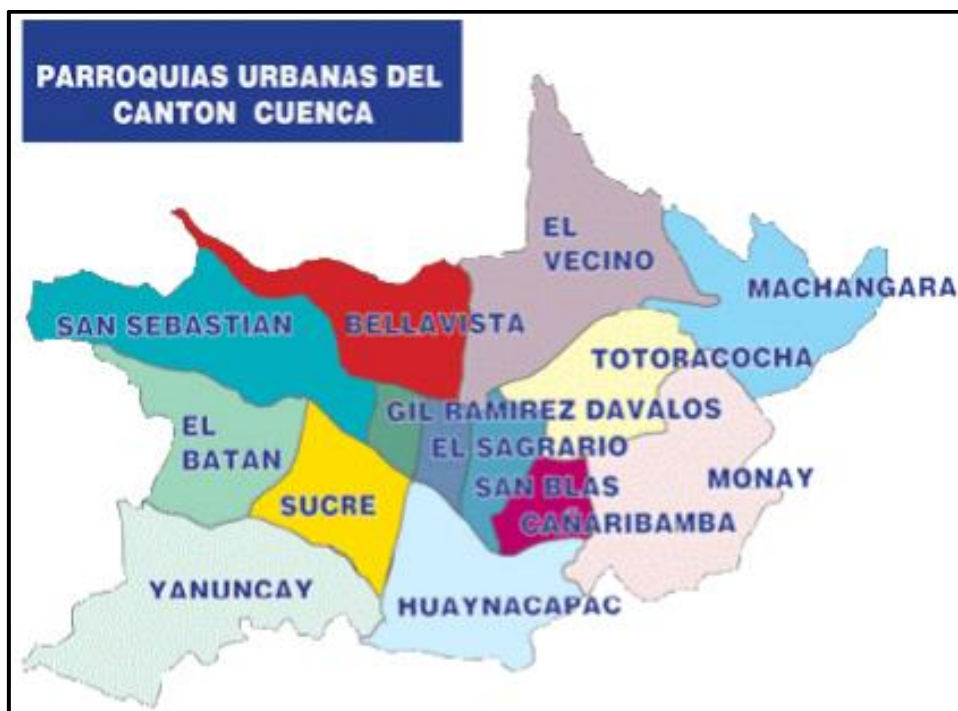 PARROQUIAS URBANAS DEL
CANTON CUENCA
EL
VECINO
MACHANGARA
SAN SEBASTIAN
BELLAVISTA
TOTORACOCHA
GIL RAMIREZ DAVALOS
EL
BATAN
EL SAGRARIO
MONAY
SAN BLAS
SUCRE
CAÑARIBAMBA
YANUNCAY
HUAYNACAPAC